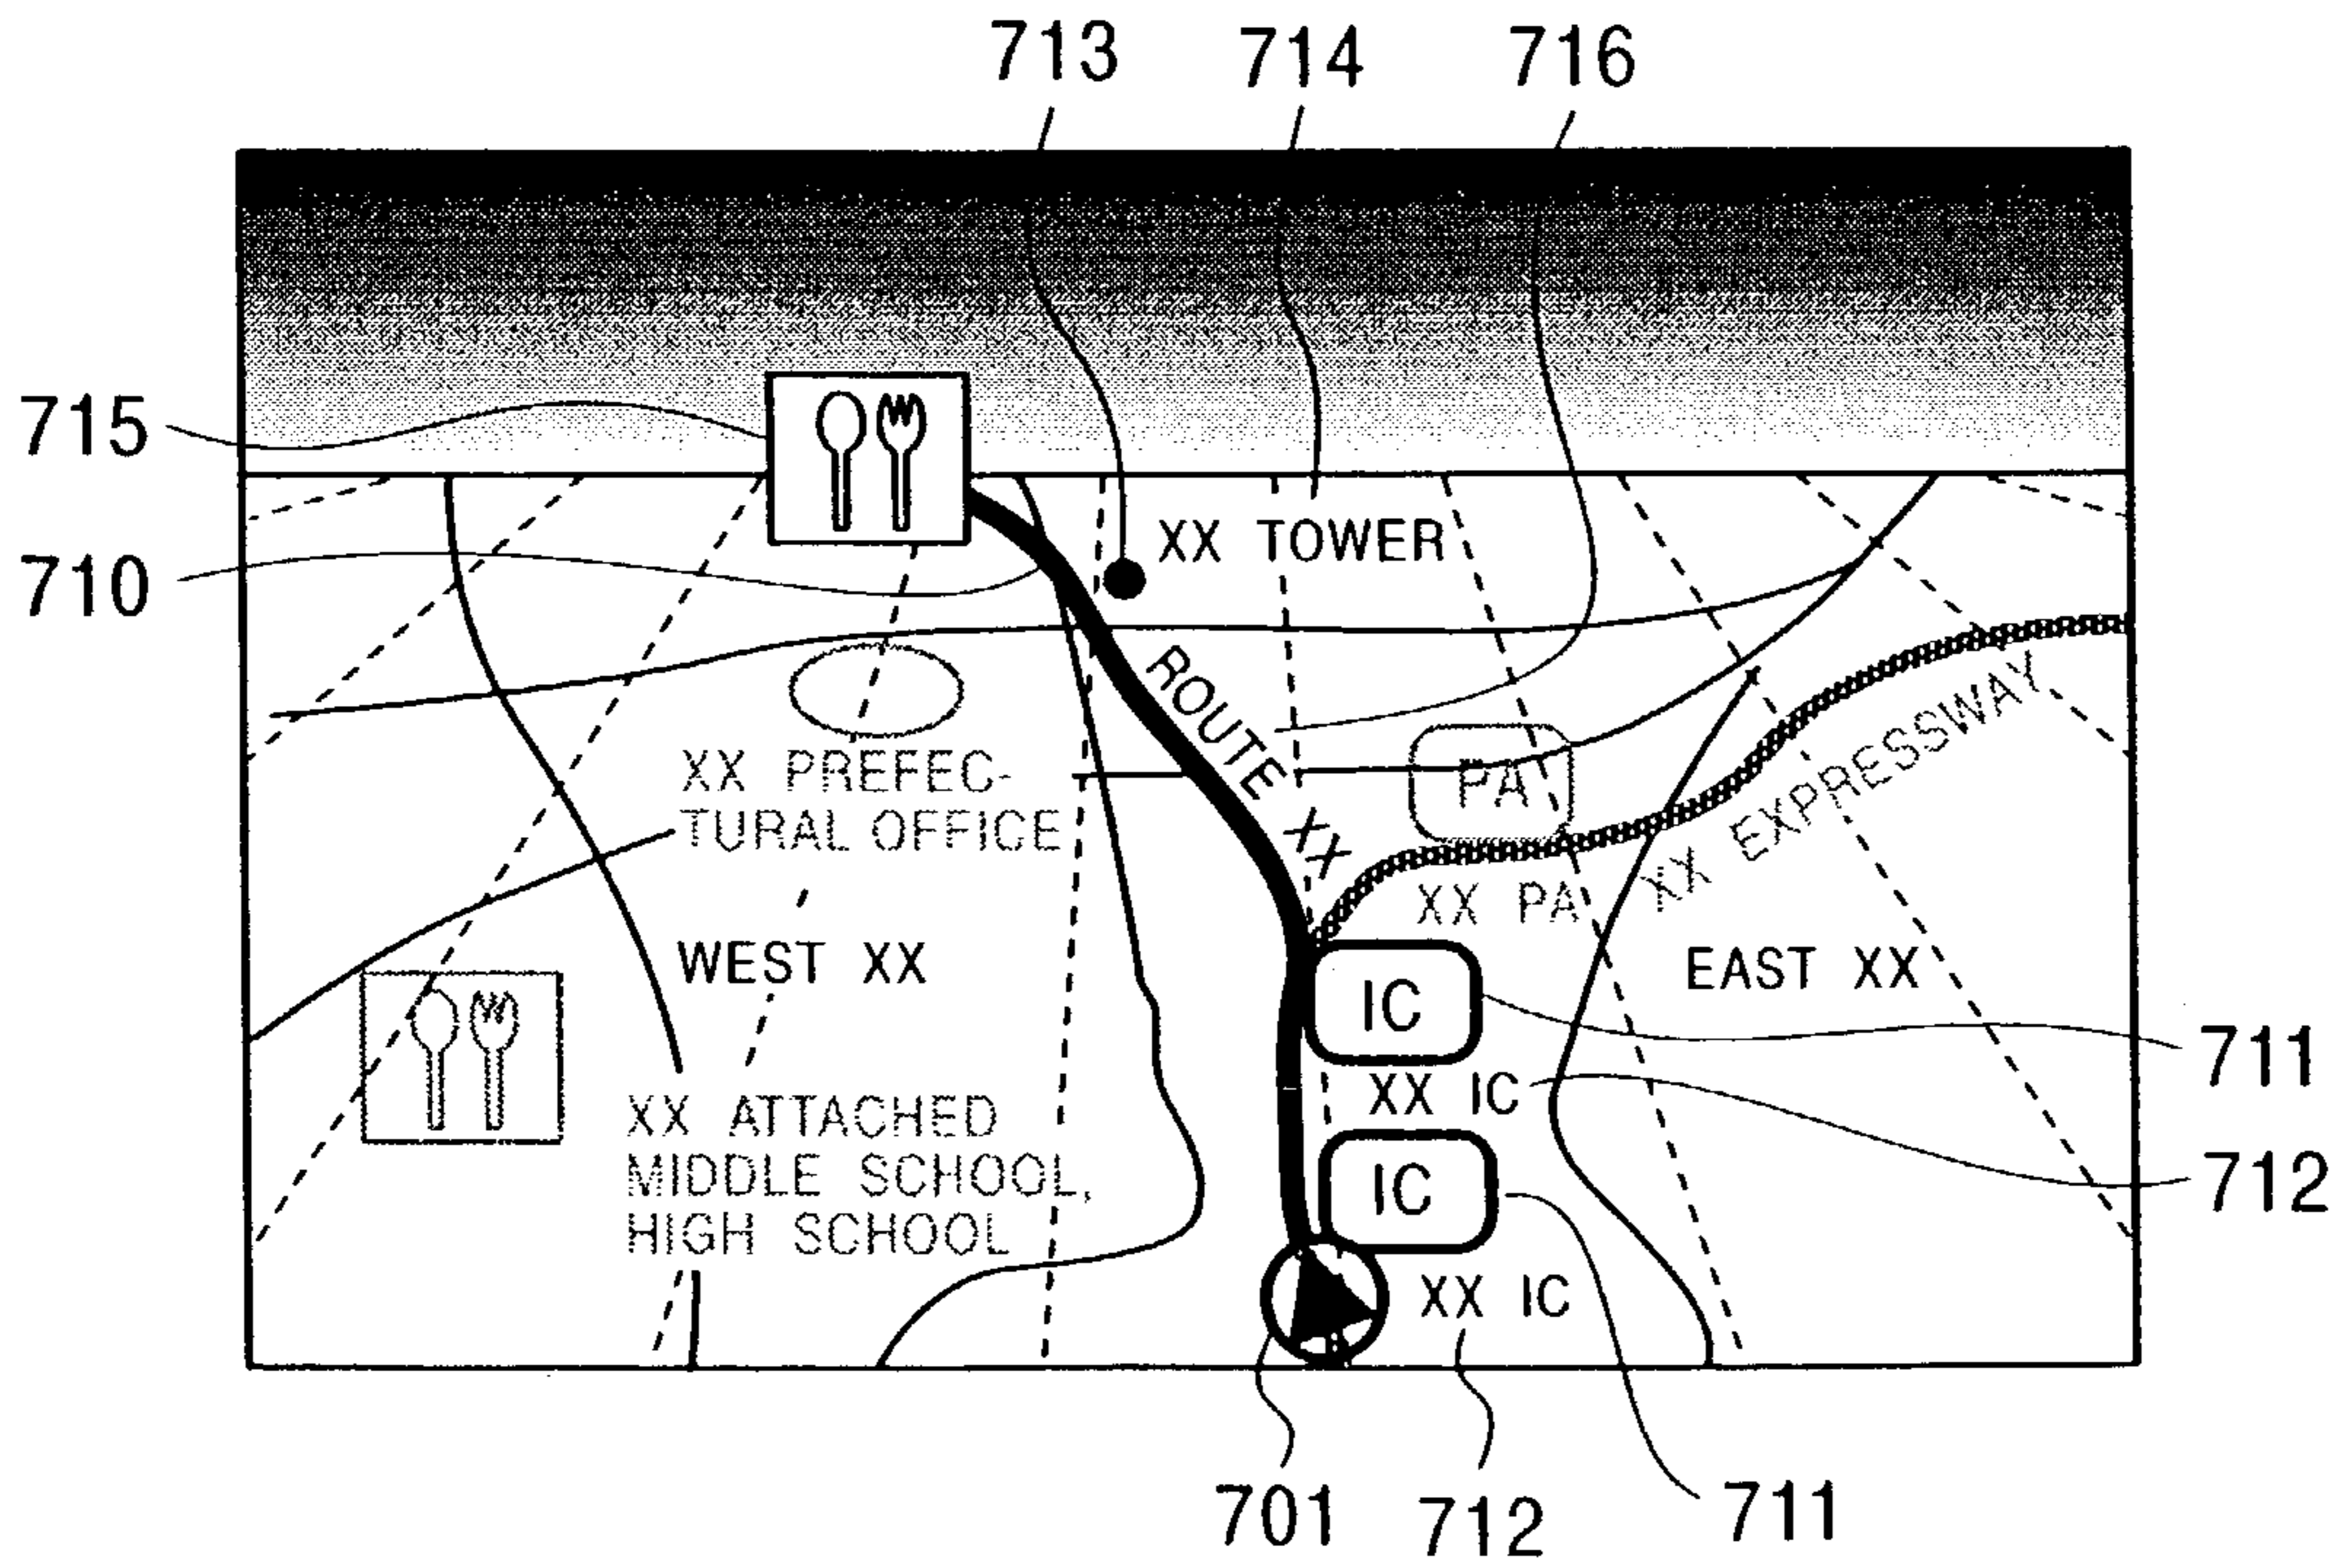 713 714 716
715
XX TOWER
710
ROUTE XX
XX PREFEC-
TURAL OFFICE
PA
XX EXPRESSWAY
XX PA
WEST XX
EAST XX
IC
711
XX IC
XX ATTACHED
MIDDLE SCHOOL,
HIGH SCHOOL
IC
712
XX IC
701 712 711